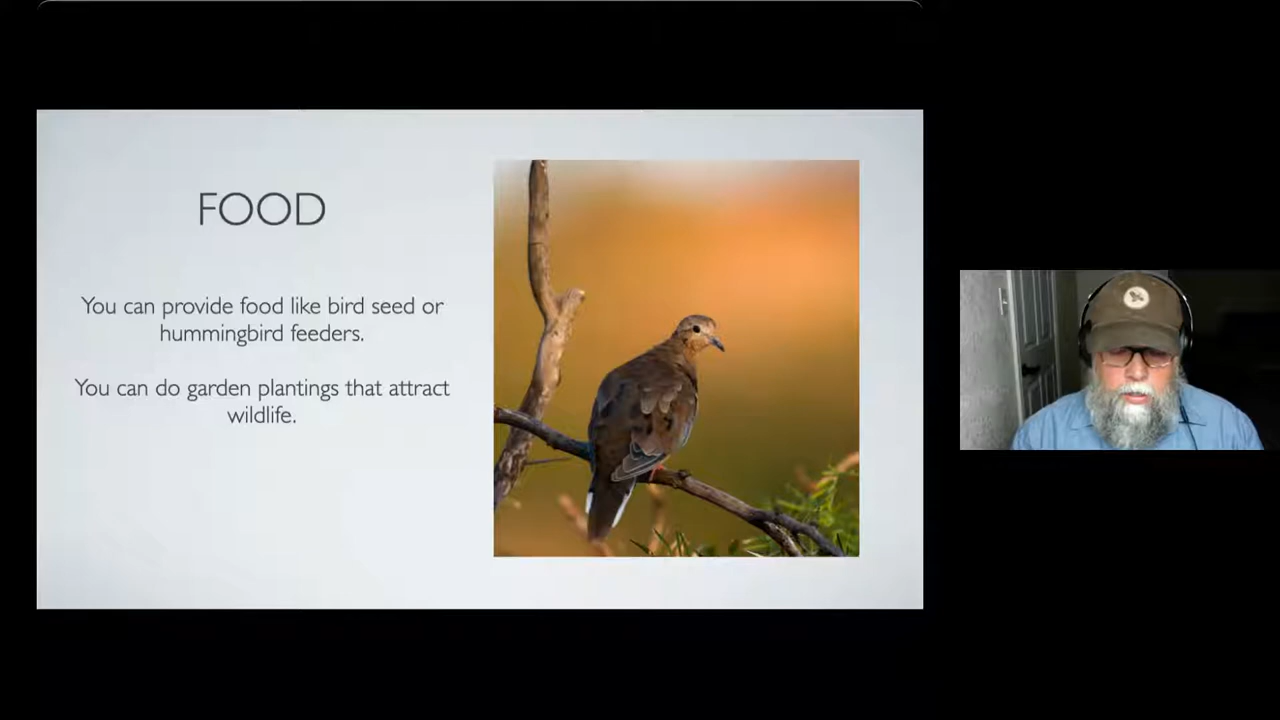 FOOD
You can provide food like bird seed or
hummingbird feeders.
You can do garden plantings that attract
wildlife.